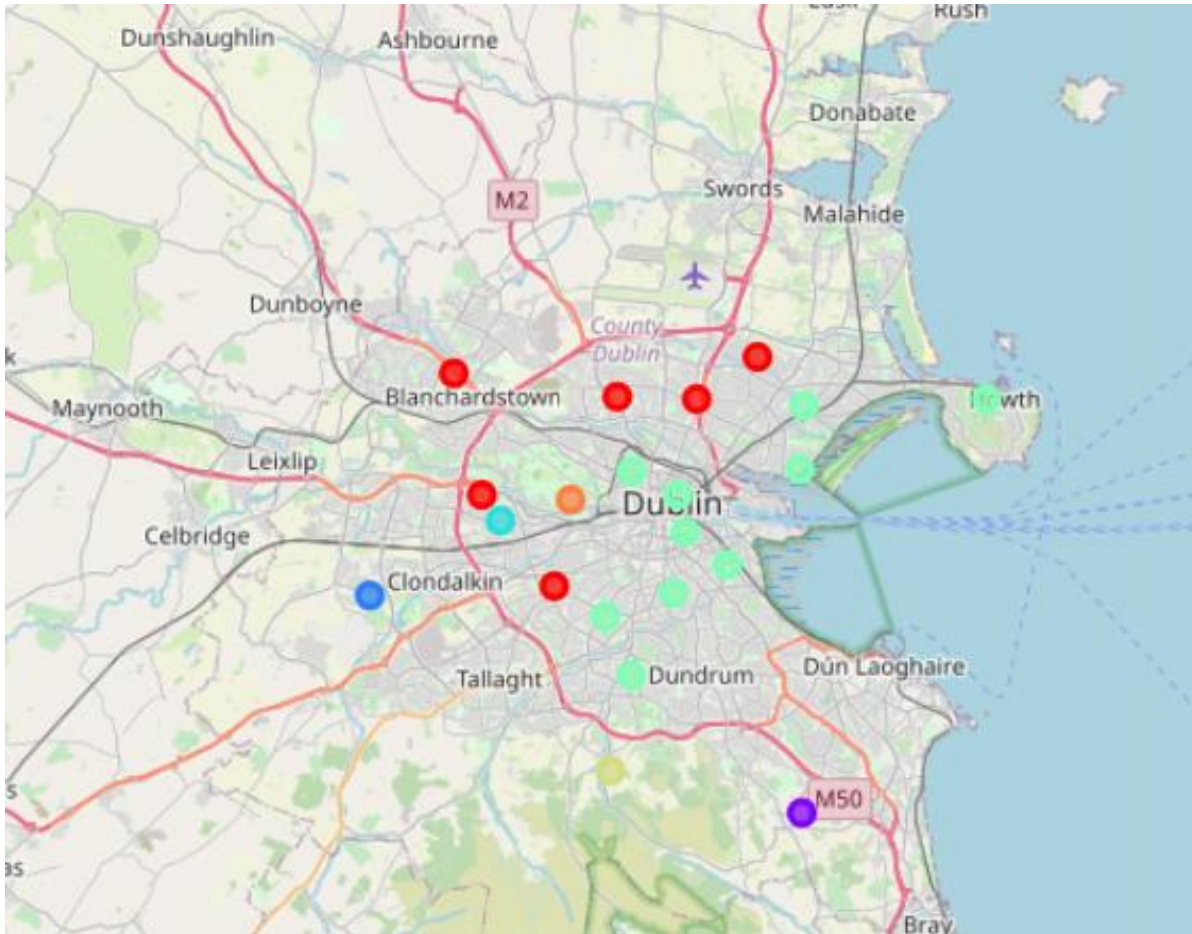 Rush
Dunshaughlin
Ashbourne
Donabate
M2
Swords
Malahide
Dunboyne
County
Dublin
Blanchardstown
Howth
Maynooth
Leixlip
Dublin
Celbridge
Clondalkin
Dún Laoghaire
Tallaght
Dundrum
M50
Bray